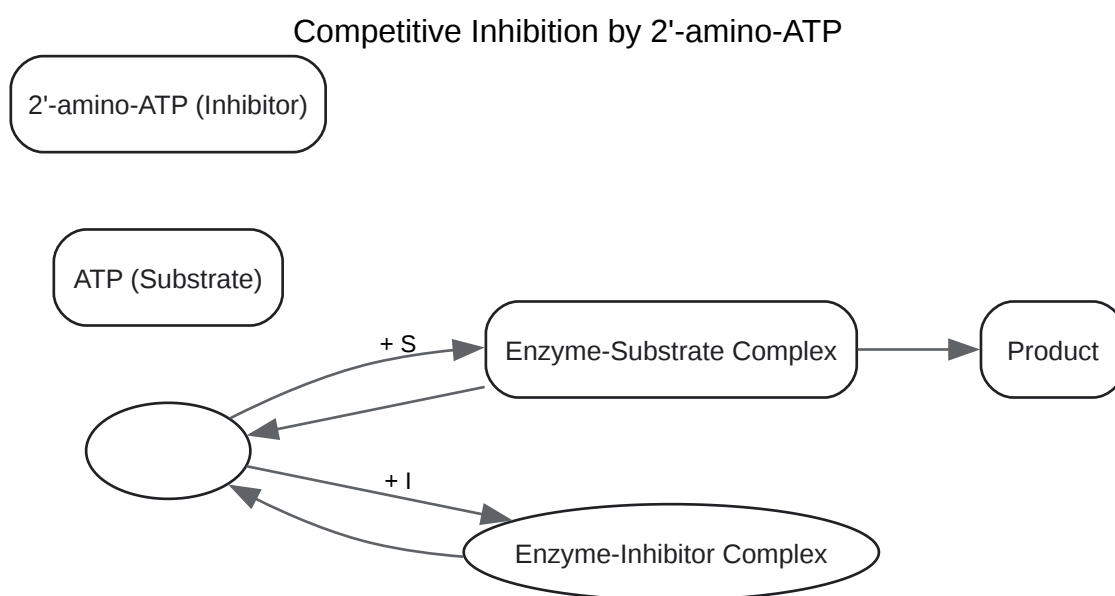 Competitive Inhibition by 2'-amino-ATP
2'-amino-ATP (Inhibitor)
ATP (Substrate)
+ S
Enzyme-Substrate Complex
Product
+ I
Enzyme-Inhibitor Complex